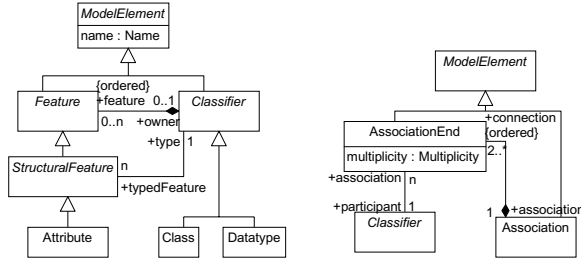 ModelElement
name : Name
{ordered}
+feature 0..1
Feature
Classifier
0..n
+owner
+type 1
StructuralFeature
n
+typedFeature
Attribute
Class
Datatype
ModelElement
+connection
AssociationEnd
{ordered}
multiplicity : Multiplicity
2..*
+association n
+participant 1
Classifier
1 +association
Association